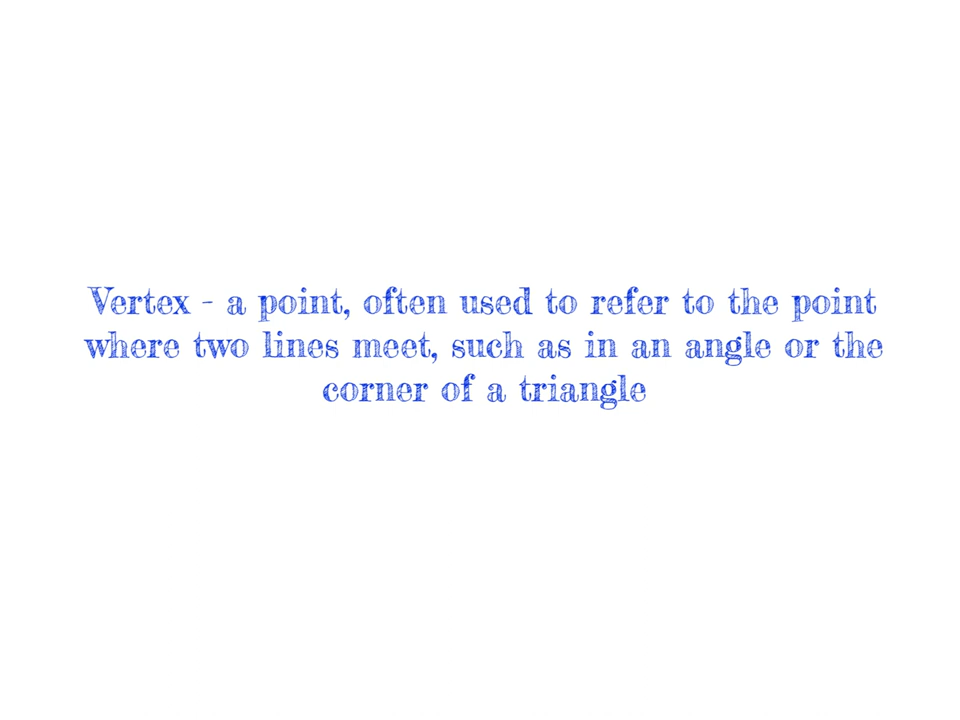 Vertex - a point, often used to refer to the point
where two lines meet, such as in an angle or the
corner of a triangle